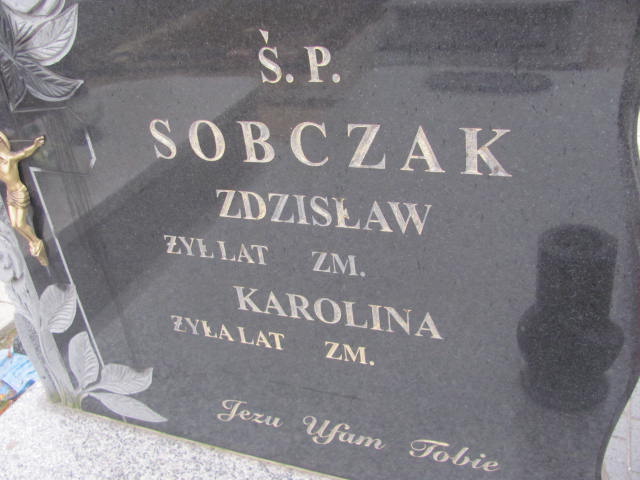 Ś. P.
SOBCZAK
ZDZISŁAW
ŻYŁ LAT ZM.
KAROLINA
ŻYŁA LAT ZM.
Jezu Ufam Tobie